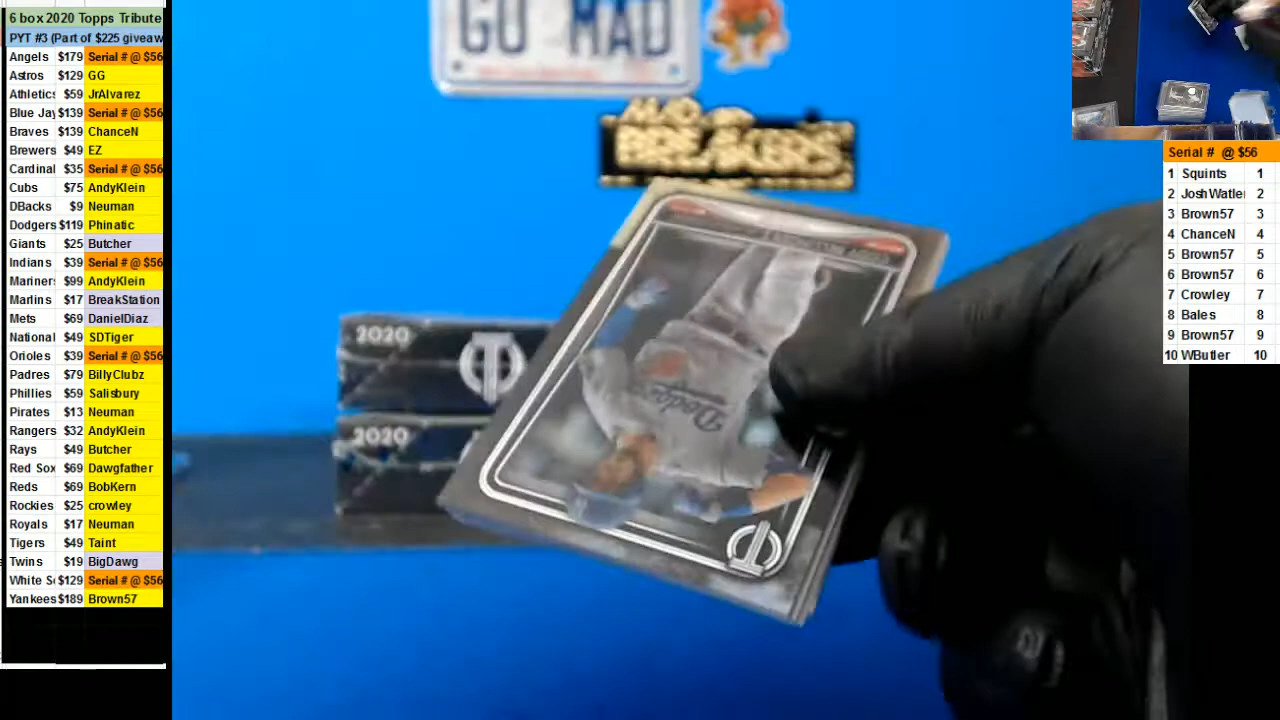 6 box 2020 Topps Tribute
PYT #3 (Part of $225 giveaw
Angels $179 Serial # @ $56
Astros $129 GG
Athletics $59 JrAlvarez
Blue Jay $139 Serial # @ $56
Braves $139 ChanceN
Brewers $49 EZ
Cardinal $35 Serial # @ $56
Cubs $75 AndyKlein
DBacks $9 Neuman
Dodgers $119 Phinatic
Giants $25 Butcher
Indians $39 Serial # @ $56
Mariners $99 AndyKlein
Marlins $17 BreakStation
Mets $69 DanielDiaz
National $49 SDTiger
Orioles $39 Serial # @ $56
Padres $79 BillyClubz
Phillies $59 Salisbury
Pirates $13 Neuman
Rangers $32 AndyKlein
Rays $49 Butcher
Red Sox $69 Dawgfather
Reds $69 BobKern
Rockies $25 crowley
Royals $17 Neuman
Tigers $49 Taint
Twins $19 BigDawg
White S $129 Serial # @ $56
Yankees $189 Brown57
GO MAD
BREAKERS
2020
2020
Dodgers
Serial # @ $56
1 Squints 1
2 JoshWatle 2
3 Brown57 3
4 ChanceN 4
5 Brown57 5
6 Brown57 6
7 Crowley 7
8 Bales 8
9 Brown57 9
10 WButler 10